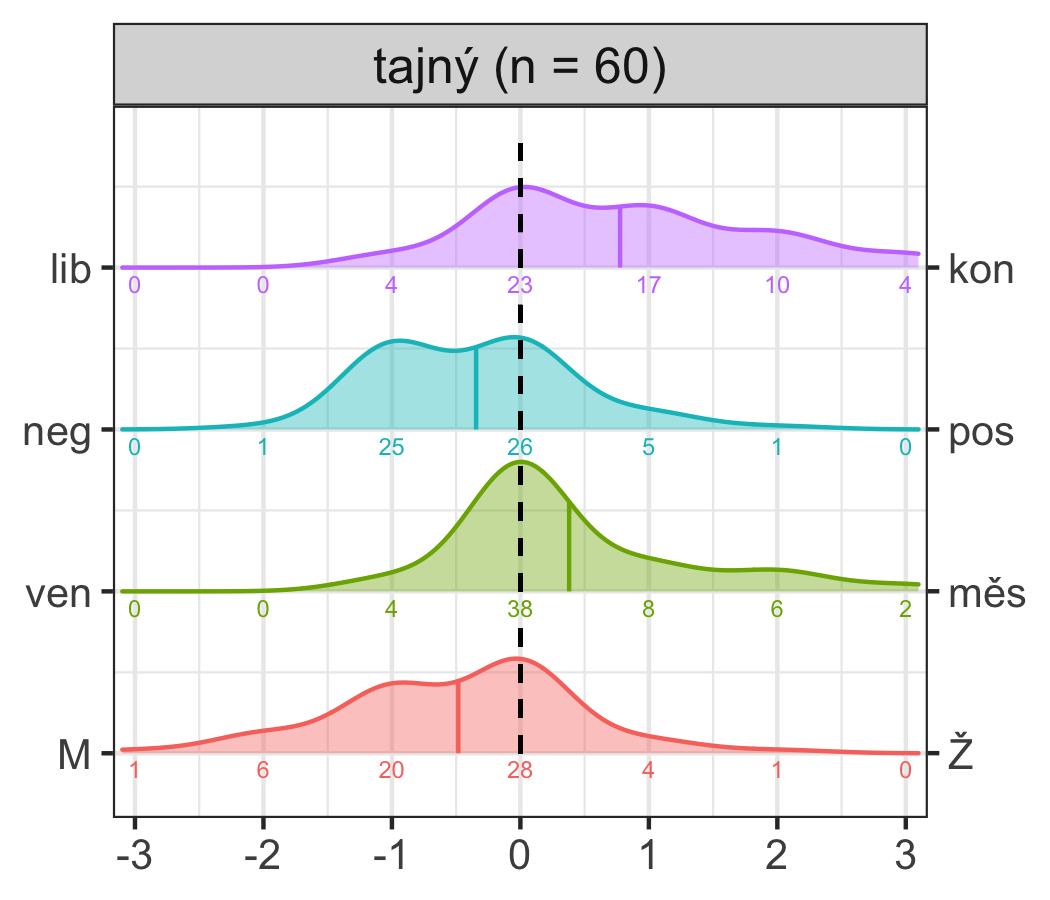 tajný (n = 60)
lib kon
0 0 4 23 17 10 4
neg pos
0 1 25 26 5 1 0
ven měs
0 0 4 38 8 6 2
M Ž
1 6 20 28 4 1 0
-3 -2 -1 0 1 2 3